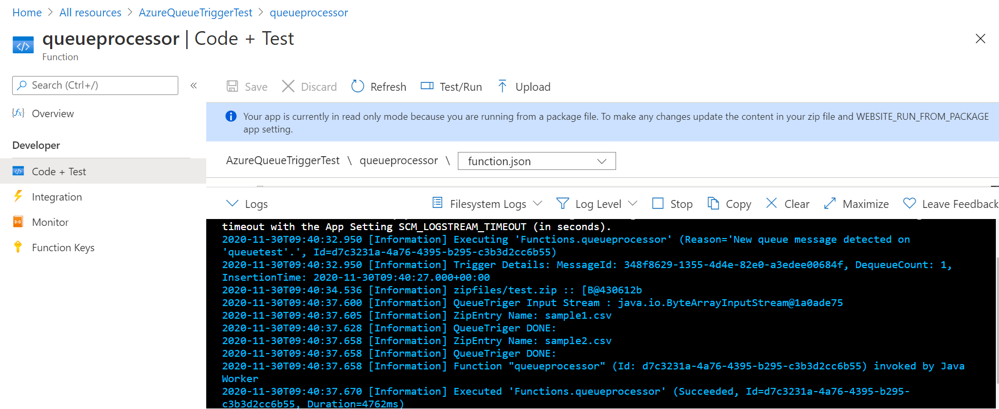 Home > All resources > AzureQueueTriggerTest > queueprocessor
queueprocessor | Code + Test
Function
Search (Ctrl+/)
«
Overview
Developer
Code + Test
Integration
Monitor
Function Keys
Save Discard Refresh Test/Run Upload
Your app is currently in read only mode because you are running from a package file. To make any changes update the content in your zip file and WEBSITE_RUN_FROM_PACKAGE
app setting.
AzureQueueTriggerTest \ queueprocessor \ function.json
Logs Filesystem Logs Log Level Stop Copy Clear Maximize Leave Feedback
timeout with the App Setting SCM_LOGSTREAM_TIMEOUT (in seconds).
2020-11-30T09:40:32.950 [Information] Executing 'Functions.queueprocessor' (Reason='New queue message detected on
'queuetest'.', Id=d7c3231a-4a76-4395-b295-c3b3d2cc6b55)
2020-11-30T09:40:32.950 [Information] Trigger Details: MessageId: 348f8629-1355-4d4e-82e0-a3edee00684f, DequeueCount: 1,
InsertionTime: 2020-11-30T09:40:27.000+00:00
2020-11-30T09:40:34.536 [Information] zipfiles/test.zip :: [B@430612b
2020-11-30T09:40:37.600 [Information] QueueTriger Input Stream : java.io.ByteArrayInputStream@1a0ade75
2020-11-30T09:40:37.605 [Information] ZipEntry Name: sample1.csv
2020-11-30T09:40:37.628 [Information] QueueTriger DONE:
2020-11-30T09:40:37.658 [Information] ZipEntry Name: sample2.csv
2020-11-30T09:40:37.658 [Information] QueueTriger DONE:
2020-11-30T09:40:37.658 [Information] Function "queueprocessor" (Id: d7c3231a-4a76-4395-b295-c3b3d2cc6b55) invoked by Java
Worker
2020-11-30T09:40:37.670 [Information] Executed 'Functions.queueprocessor' (Succeeded, Id=d7c3231a-4a76-4395-b295-
c3b3d2cc6b55, Duration=4762ms)